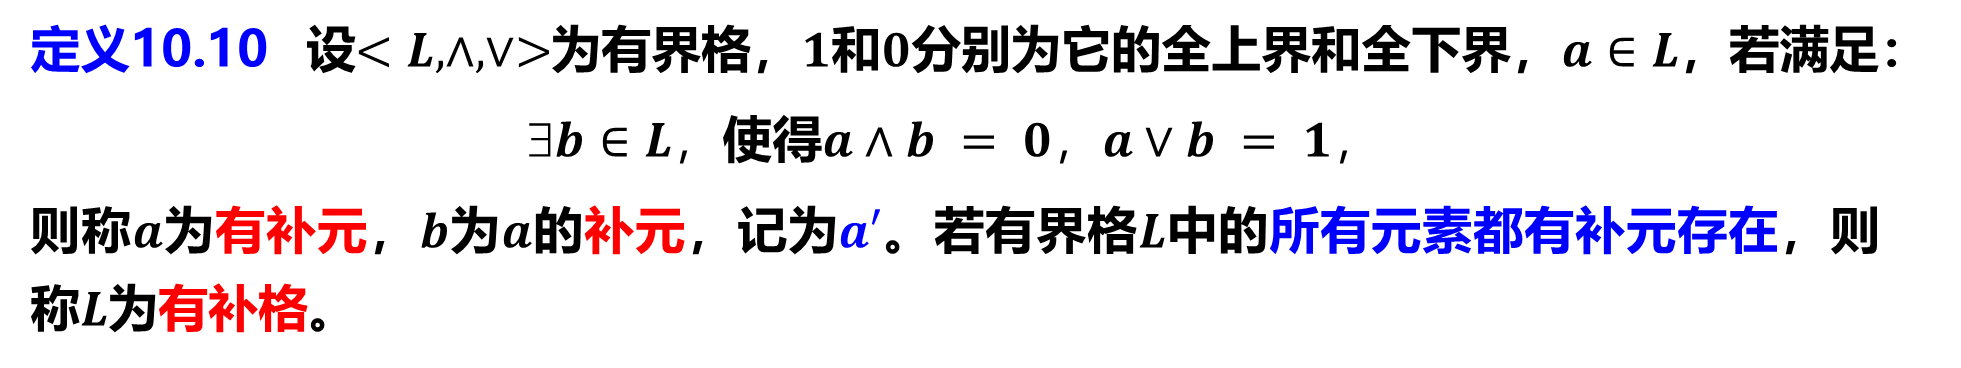 定义10.10 设< L,∧,∨>为有界格，1和0分别为它的全上界和全下界，a ∈ L，若满足：
∃b ∈ L，使得a ∧ b = 0，a ∨ b = 1，
则称a为有补元，b为a的补元，记为a′。若有界格L中的所有元素都有补元存在，则
称L为有补格。